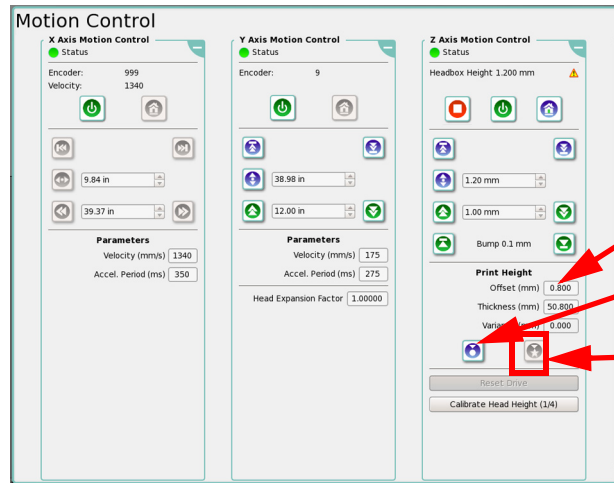 Motion Control
X Axis Motion Control
Status
Encoder: 999
Velocity: 1340
9.84 in
39.37 in
Parameters
Velocity (mm/s) 1340
Accel. Period (ms) 350
Y Axis Motion Control
Status
Encoder: 9
38.98 in
12.00 in
Parameters
Velocity (mm/s) 175
Accel. Period (ms) 275
Head Expansion Factor 1.00000
Z Axis Motion Control
Status
Headbox Height 1.200 mm
1.20 mm
1.00 mm
Bump 0.1 mm
Print Height
Offset (mm) 0.800
Thickness (mm) 50.800
0.000
Reset Drive
Calibrate Head Height (1/4)